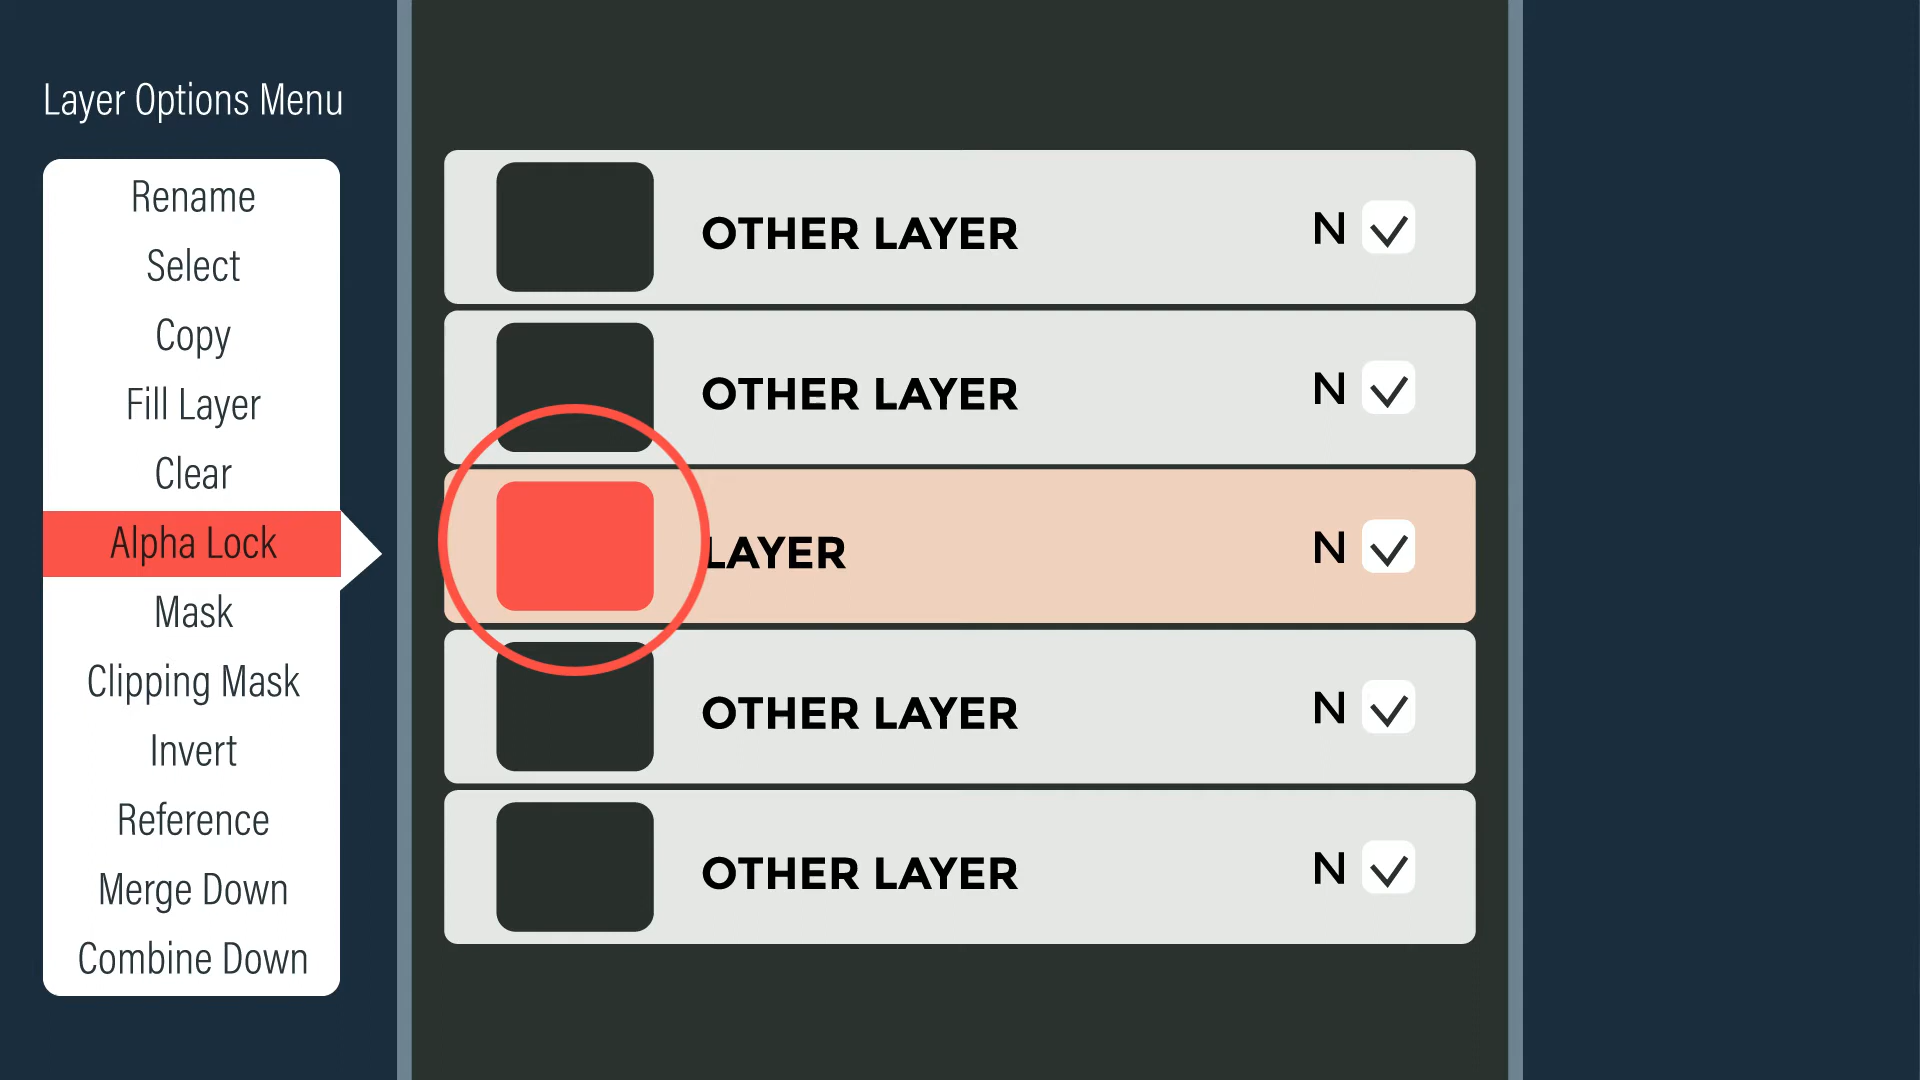 Layer Options Menu
Rename
Select
Copy
Fill Layer
Clear
Alpha Lock
Mask
Clipping Mask
Invert
Reference
Merge Down
Combine Down
OTHER LAYER N
OTHER LAYER N
LAYER N
OTHER LAYER N
OTHER LAYER N